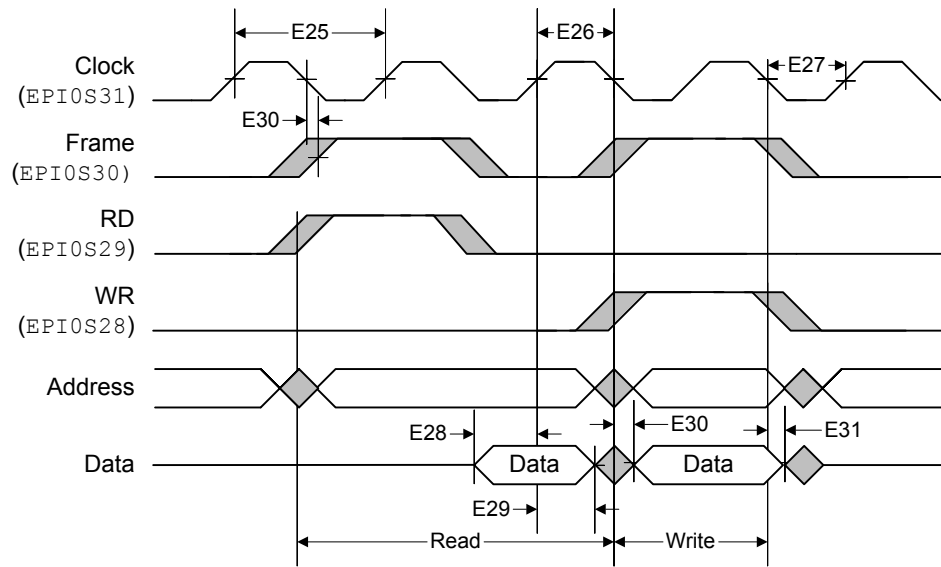 E25
E26
Clock
(EPI0S31)
E27
E30
Frame
(EPI0S30)
RD
(EPI0S29)
WR
(EPI0S28)
Address
E28
E30
E31
Data
Data
Data
E29
Read
Write